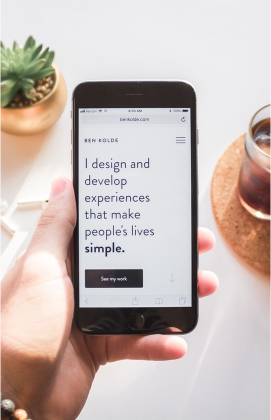 benkolde.com
BEN KOLDE
I design and
develop
experiences
that make
people's lives
simple.
See my work